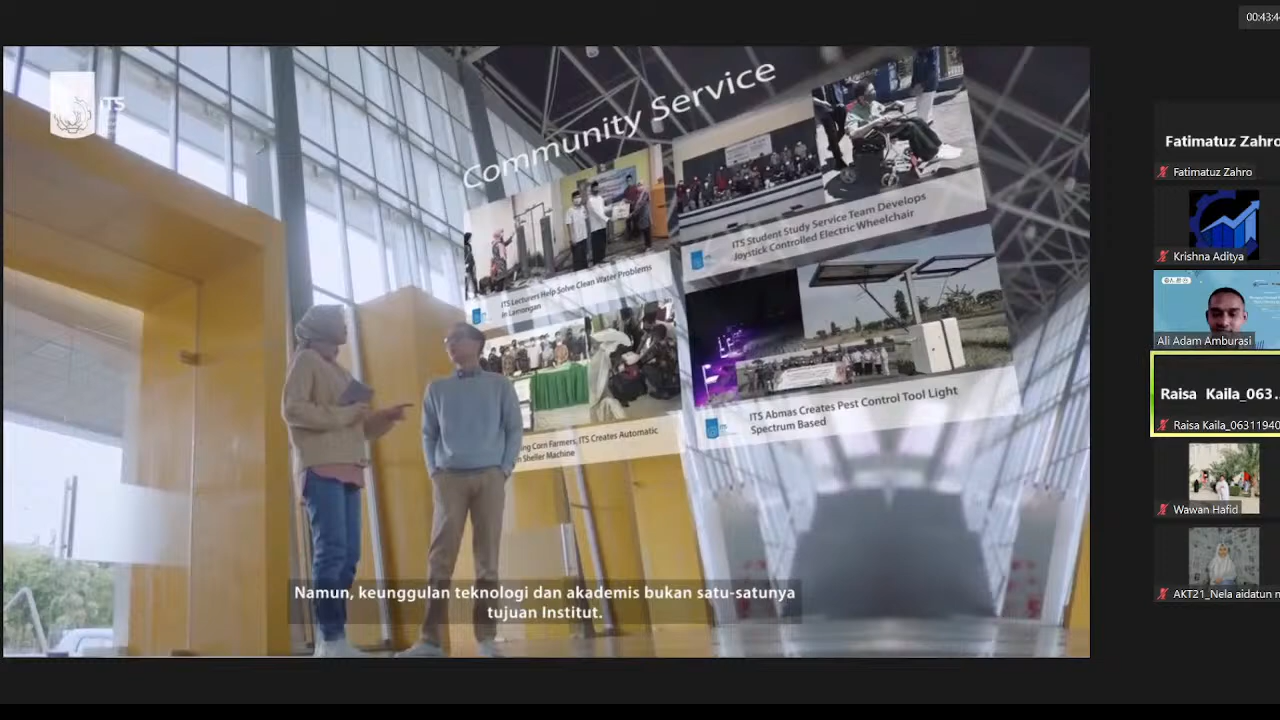 00:43:4
ITS
Community Service
ITS Lecturers Help Solve Clean Water Problems
in Lamongan
ITS Student Study Service Team Develops
Joystick Controlled Electric Wheelchair
ing Corn Farmers, ITS Creates Automatic
Sheller Machine
ITS Abmas Creates Pest Control Tool Light
Spectrum Based
Namun, keunggulan teknologi dan akademis bukan satu-satunya
tujuan Institut.
Fatimatuz Zahro
Fatimatuz Zahro
Krishna Aditya
Ali Adam Amburasi
Raisa Kaila_063...
Raisa Kaila_06311940
Wawan Hafid
AKT21_Nela aidatun n